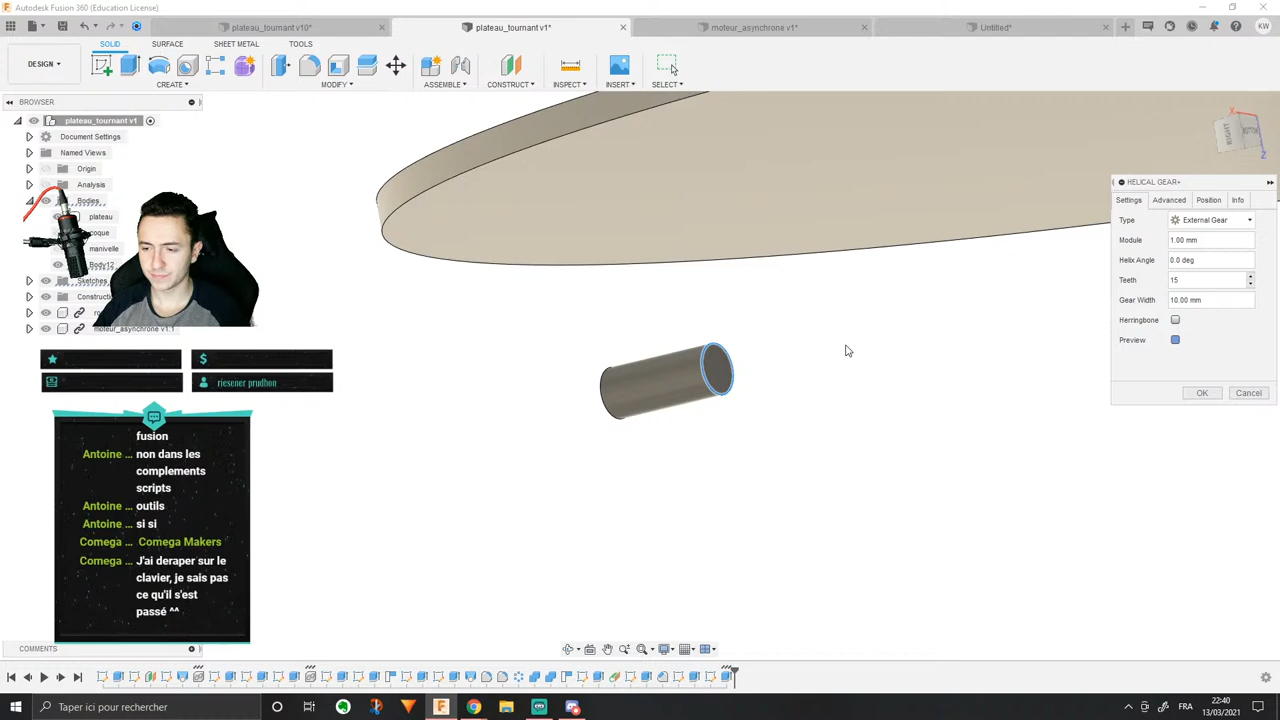 Autodesk Fusion 360 (Education License)
plateau_tournant v10*
plateau_tournant v1*
moteur_asynchrone v1*
Untitled*
KW
SOLID
SURFACE
SHEET METAL
TOOLS
DESIGN
CREATE
MODIFY
ASSEMBLE
CONSTRUCT
INSPECT
INSERT
SELECT
BROWSER
plateau_tournant v1
Document Settings
Named Views
Origin
Analysis
Bodies
plateau
coque
manivelle
Body12
Sketches
moteur_asynchrone v1:1
X
Z
HELICAL GEAR+
Settings
Advanced
Position
Info
Type
External Gear
Module
1.00 mm
Helix Angle
0.0 deg
Teeth
15
Gear Width
10.00 mm
Herringbone
Preview
OK
Cancel
$
riesener prudhon
fusion
Antoine ... non dans les
complements
scripts
Antoine ... outils
Antoine ... si si
Comega ... Comega Makers
Comega ... J'ai deraper sur le
clavier, je sais pas
ce qu'il s'est
passé ^^
COMMENTS
Taper ici pour rechercher
FRA
22:40
13/03/2021